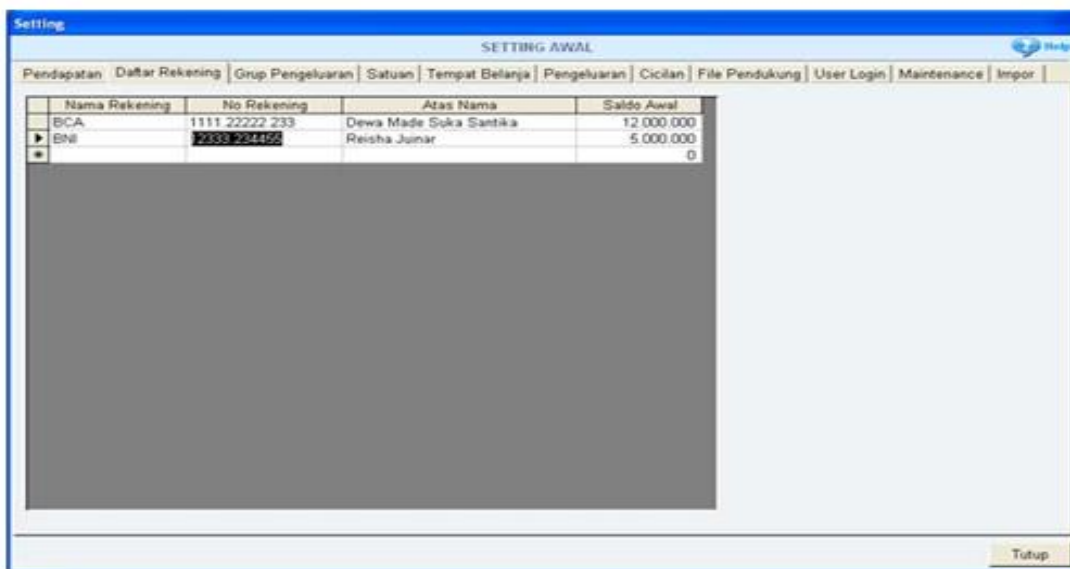 Setting
SETTING AWAL
Help
Pendapatan Daftar Rekening Grup Pengeluaran Satuan Tempat Belanja Pengeluaran Cicilan File Pendukung User Login Maintenance Impor
Nama Rekening No Rekening Atas Nama Saldo Awal
BCA 1111.22222.233 Dewa Made Suka Santika 12.000.000
BNI 12333.234455 Reisha Juinar 5.000.000
0
Tutup